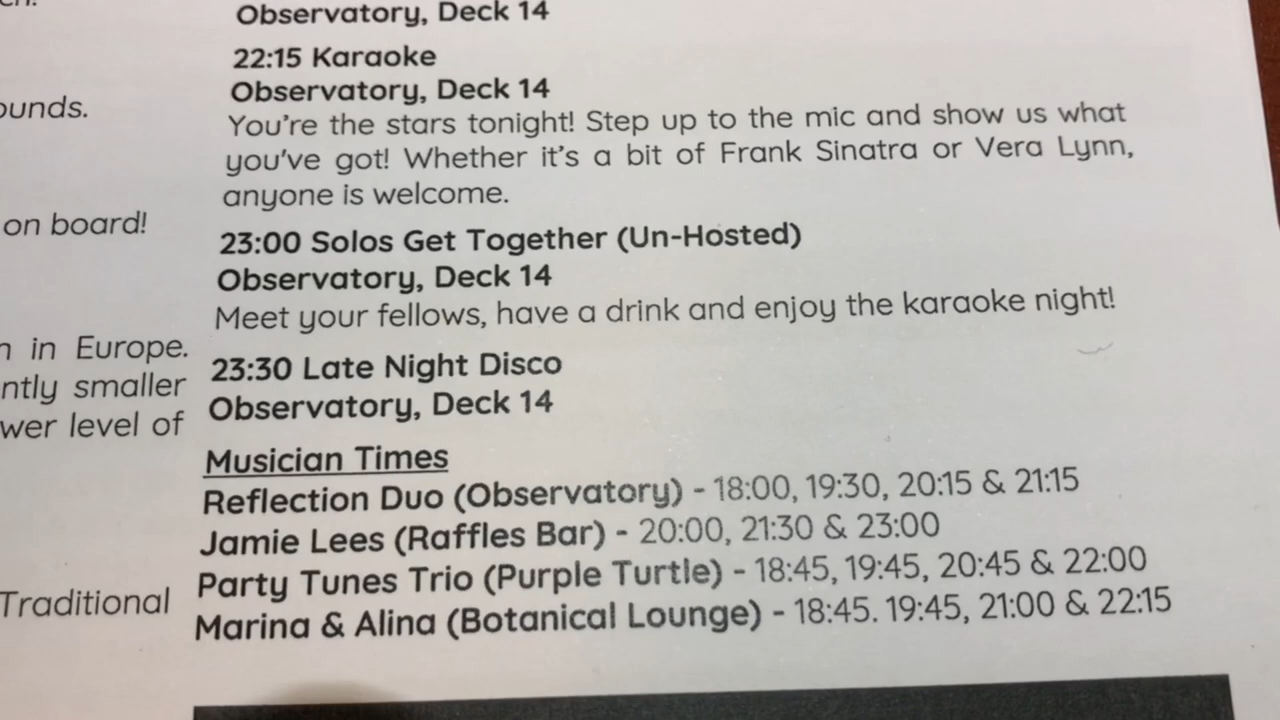 Observatory, Deck 14
22:15 Karaoke
Observatory, Deck 14
You're the stars tonight! Step up to the mic and show us what
you've got! Whether it's a bit of Frank Sinatra or Vera Lynn,
anyone is welcome.
23:00 Solos Get Together (Un-Hosted)
Observatory, Deck 14
Meet your fellows, have a drink and enjoy the karaoke night!
23:30 Late Night Disco
Observatory, Deck 14
Musician Times
Reflection Duo (Observatory) - 18:00, 19:30, 20:15 & 21:15
Jamie Lees (Raffles Bar) - 20:00, 21:30 & 23:00
Party Tunes Trio (Purple Turtle) - 18:45, 19:45, 20:45 & 22:00
Marina & Alina (Botanical Lounge) - 18:45. 19:45, 21:00 & 22:15
on board!
in Europe.
smaller
level of
Traditional